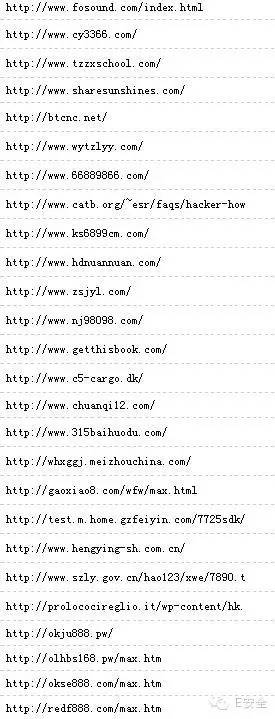 http://www.fosound.com/index.html
http://www.cy3366.com/
http://www.tzzxschool.com/
http://www.sharesunshines.com/
http://btcnc.net/
http://www.wytzlyy.com/
http://www.66889866.com/
http://www.catb.org/~esr/faqs/hacker-how
http://www.ks6899cm.com/
http://www.hdnuannuan.com/
http://www.zsjyl.com/
http://www.nj98098.com/
http://www.getthisbook.com/
http://www.c5-cargo.dk/
http://www.chuanqi12.com/
http://www.315baihuodu.com/
http://whxggj.meizhouchina.com/
http://gaoxiao8.com/wfw/max.html
http://test.m.home.gzfeiyin.com/7725sdk/
http://www.hengying-sh.com.cn/
http://www.szly.gov.cn/hao123/xwe/7890.t
http://prolococireglio.it/wp-content/hk.
http://okju888.pw/
http://olhbs168.pw/max.htm
http://okse888.com/max.htm
http://redf888.com/max.htm
E安全